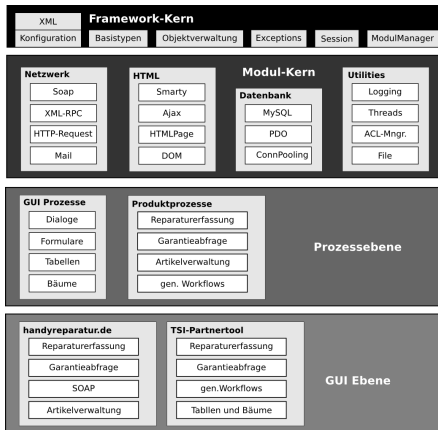 XML
Framework-Kern
Konfiguration
Basistypen
Objektverwaltung
Exceptions
Session
ModulManager
Modul-Kern
Netzwerk
Soap
XML-RPC
HTTP-Request
Mail
HTML
Smarty
Ajax
HTMLPage
DOM
Datenbank
MySQL
PDO
ConnPooling
Utilities
Logging
Threads
ACL-Mngr.
File
GUI Prozesse
Dialoge
Formulare
Tabellen
Bäume
Produktprozesse
Reparaturerfassung
Garantieabfrage
Artikelverwaltung
gen. Workflows
Prozessebene
handyreparatur.de
Reparaturerfassung
Garantieabfrage
SOAP
Artikelverwaltung
TSI-Partnertool
Reparaturerfassung
Garantieabfrage
gen.Workflows
Tabllen und Bäume
GUI Ebene